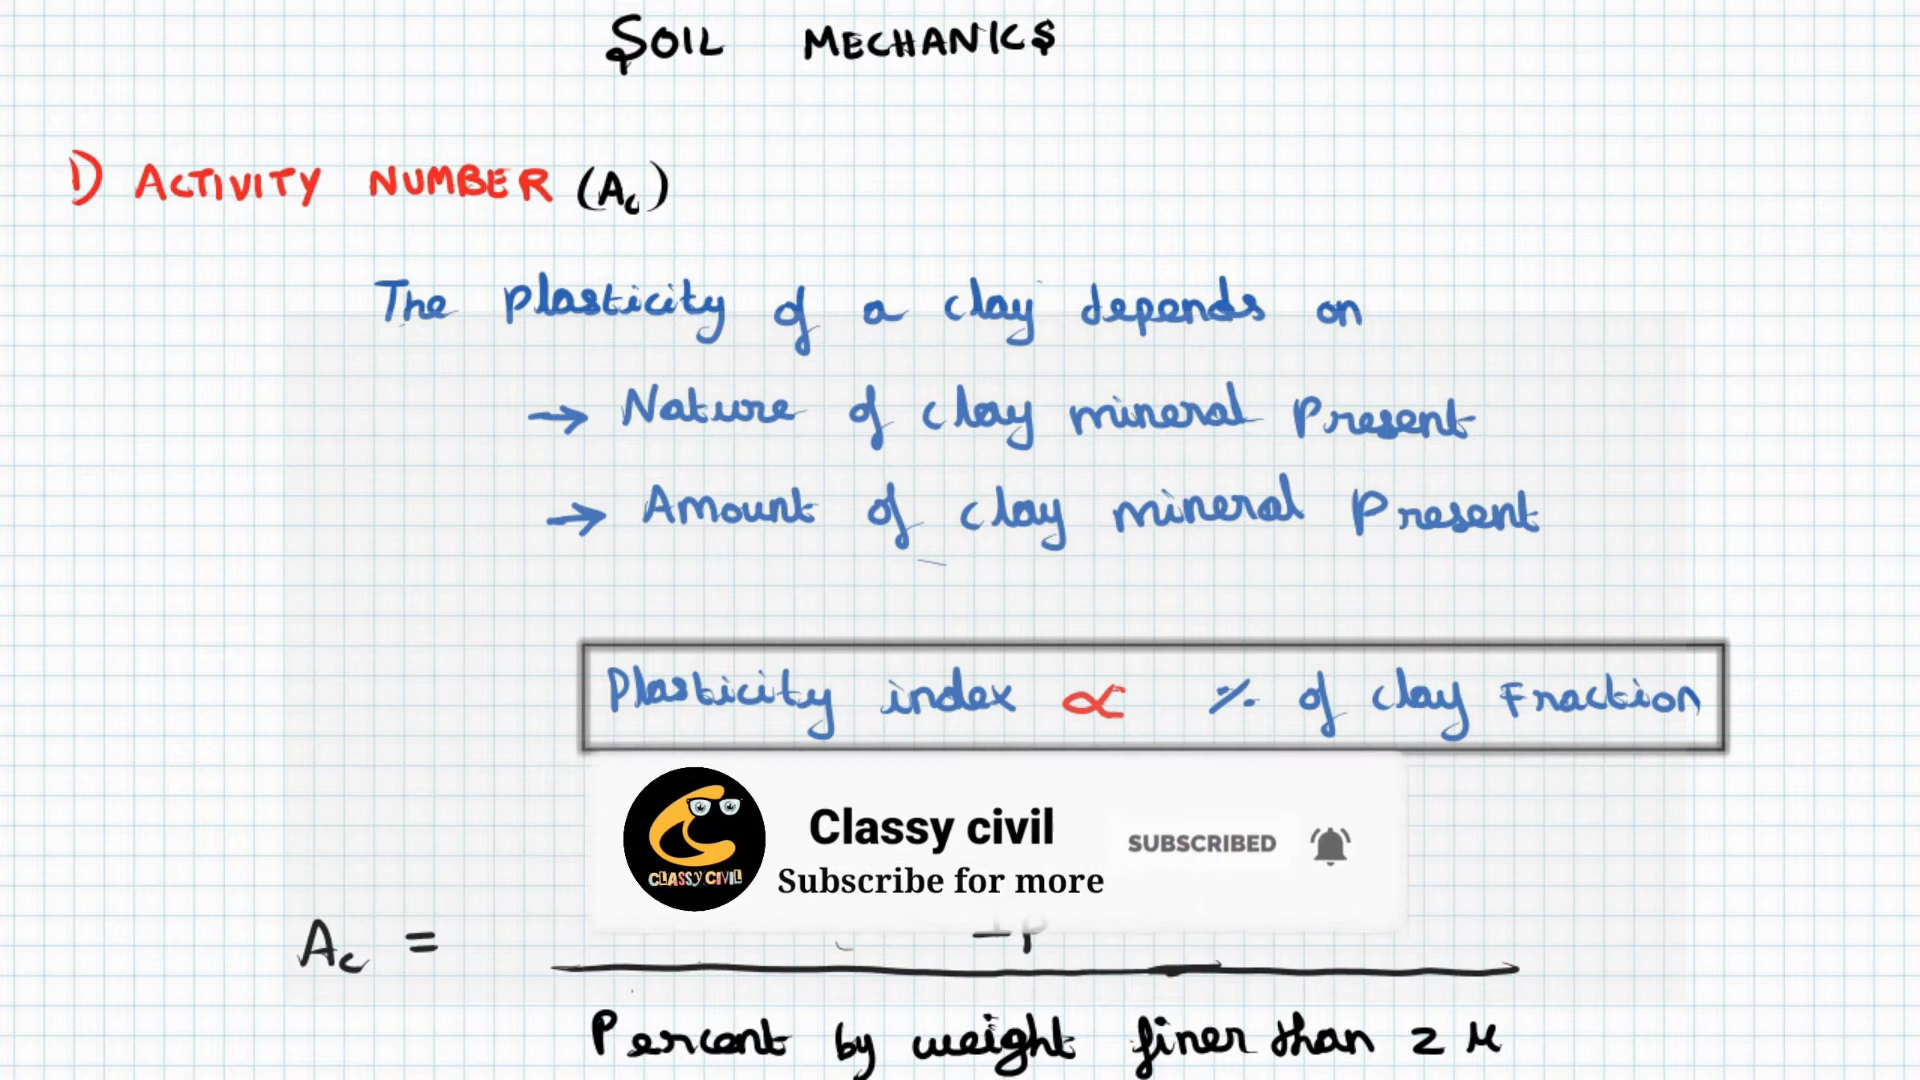 SOIL MECHANICS
1) ACTIVITY NUMBER (Ac)
The plasticity of a clay depends on
→ Nature of clay mineral Present
→ Amount of clay mineral Present
Plasticity index ∝ % of clay Fraction
CLASSY CIVIL
Classy civil
Subscribe for more
SUBSCRIBED
Ac =
Percent by weight finer than 2 μ